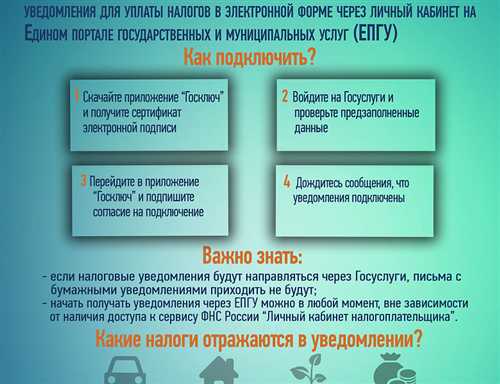 уведомления для уплаты налогов в электронной форме через личный кабинет на
Едином портале государственных и муниципальных услуг (ЕПГУ)
Как подключить?
1 Скачайте приложение "Госключ"
и получите сертификат
электронной подписи
2 Войдите на Госуслуги и
проверьте предзаполненные
данные
3 Перейдите в приложение
"Госключ" и подпишите
согласие на подключение
4 Дождитесь сообщения, что
уведомления подключены
Важно знать:
- если налоговые уведомления будут направляться через Госуслуги, письма с
бумажными уведомлениями приходить не будут;
- начать получать уведомления через ЕПГУ можно в любой момент, вне зависимости
от наличия доступа к сервису ФНС России "Личный кабинет налогоплательщика".
Какие налоги отражаются в уведомлении?